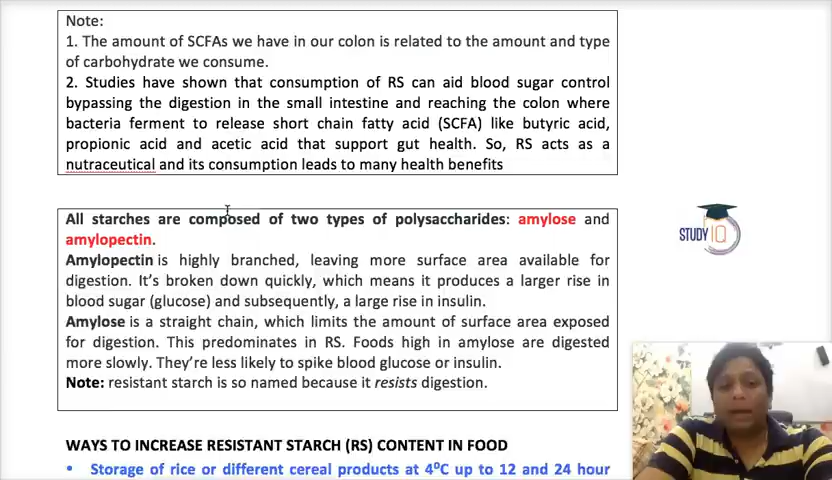 Note:
1. The amount of SCFAs we have in our colon is related to the amount and type
of carbohydrate we consume.
2. Studies have shown that consumption of RS can aid blood sugar control
bypassing the digestion in the small intestine and reaching the colon where
bacteria ferment to release short chain fatty acid (SCFA) like butyric acid,
propionic acid and acetic acid that support gut health. So, RS acts as a
nutraceutical and its consumption leads to many health benefits
All starches are composed of two types of polysaccharides: amylose and
amylopectin.
Amylopectin is highly branched, leaving more surface area available for
digestion. It's broken down quickly, which means it produces a larger rise in
blood sugar (glucose) and subsequently, a large rise in insulin.
Amylose is a straight chain, which limits the amount of surface area exposed
for digestion. This predominates in RS. Foods high in amylose are digested
more slowly. They're less likely to spike blood glucose or insulin.
Note: resistant starch is so named because it resists digestion.
STUDY IQ
WAYS TO INCREASE RESISTANT STARCH (RS) CONTENT IN FOOD
• Storage of rice or different cereal products at 4⁰C up to 12 and 24 hour